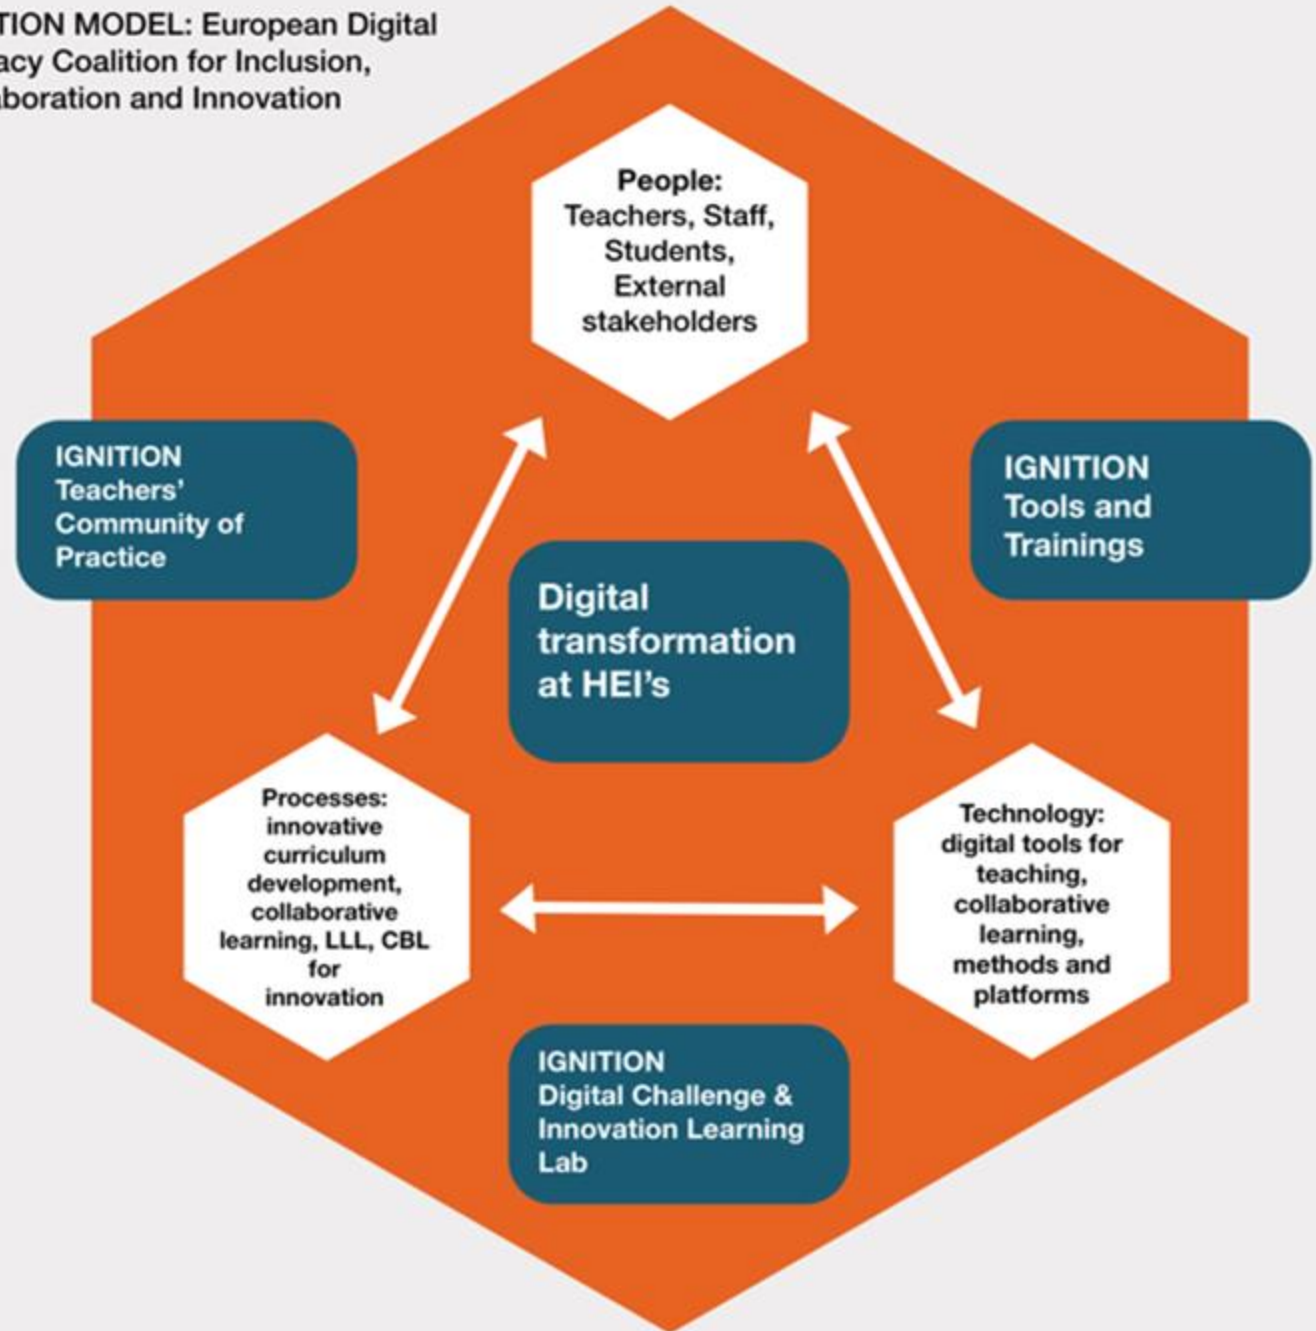 TION MODEL: European Digital
acy Coalition for Inclusion,
aboration and Innovation
People:
Teachers, Staff,
Students,
External
stakeholders
IGNITION
Teachers’
Community of
Practice
IGNITION
Tools and
Trainings
Digital
transformation
at HEI’s
Processes:
innovative
curriculum
development,
collaborative
learning, LLL, CBL
for
innovation
Technology:
digital tools for
teaching,
collaborative
learning,
methods and
platforms
IGNITION
Digital Challenge &
Innovation Learning
Lab